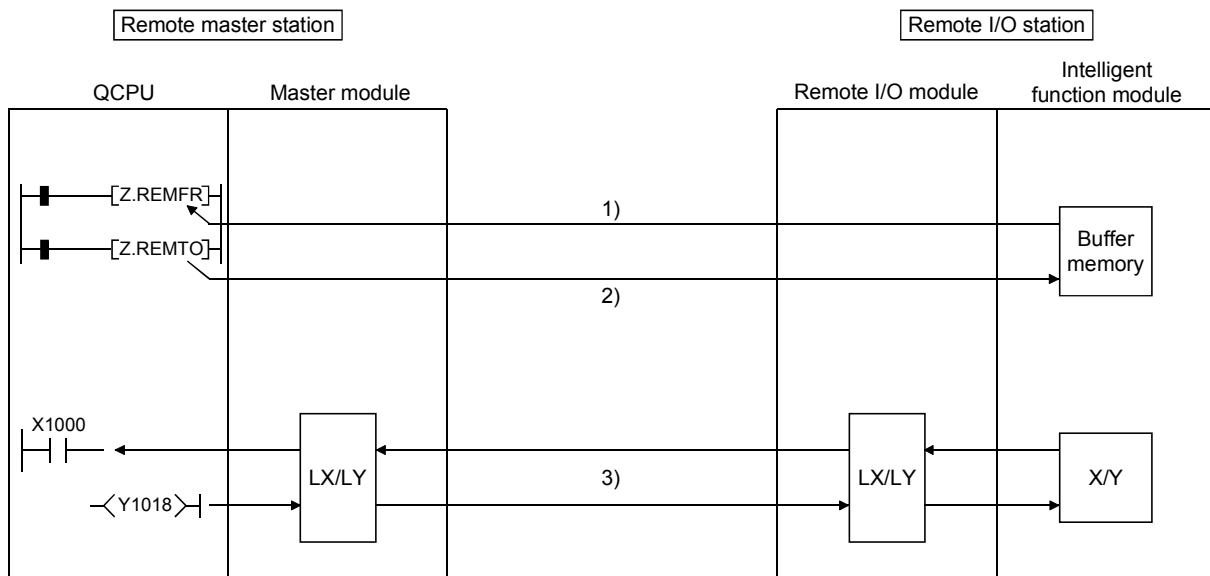 Remote master station
Remote I/O station
QCPU
Master module
Remote I/O module
Intelligent
function module
Z.REMFR
1)
Z.REMTO
Buffer
memory
2)
X1000
LX/LY
3)
LX/LY
X/Y
Y1018